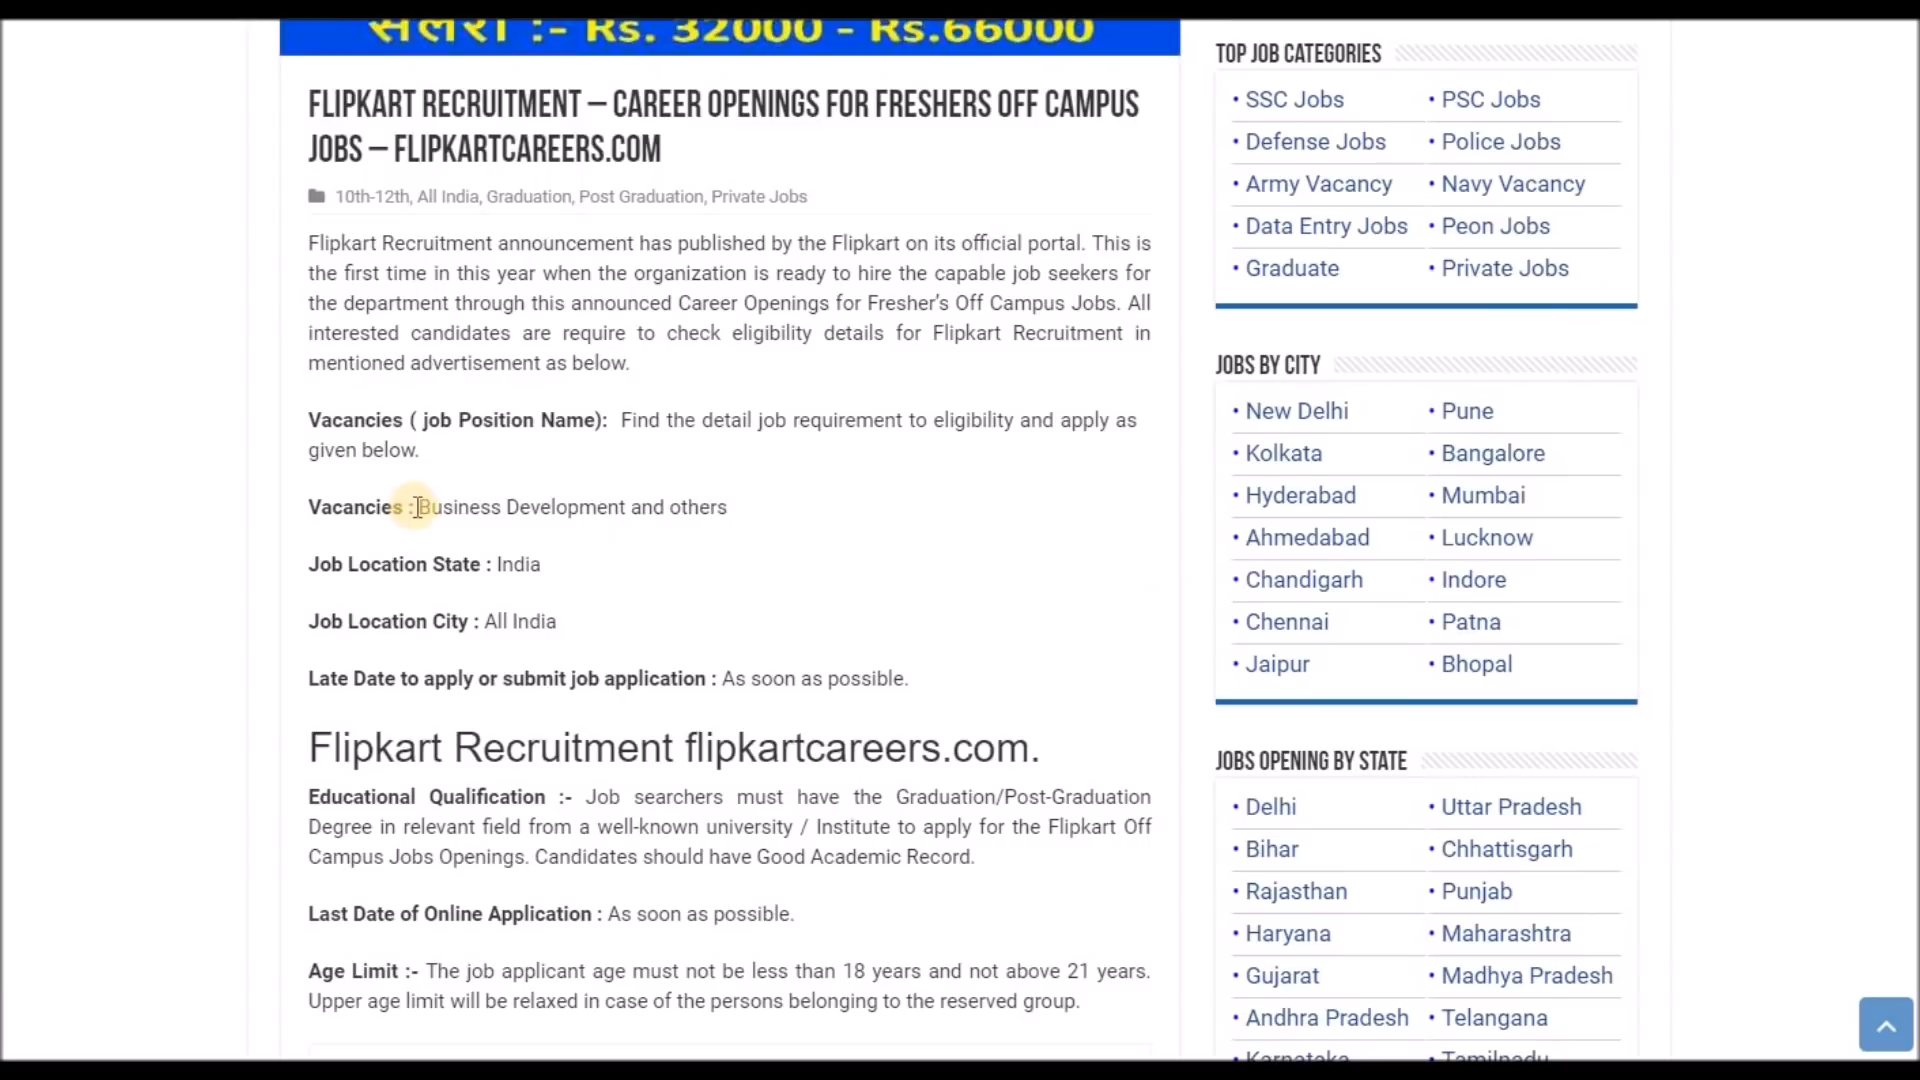 सैलरी :- Rs. 32000 - Rs.66000
FLIPKART RECRUITMENT – CAREER OPENINGS FOR FRESHERS OFF CAMPUS
JOBS – FLIPKARTCAREERS.COM
10th-12th, All India, Graduation, Post Graduation, Private Jobs
Flipkart Recruitment announcement has published by the Flipkart on its official portal. This is
the first time in this year when the organization is ready to hire the capable job seekers for
the department through this announced Career Openings for Fresher’s Off Campus Jobs. All
interested candidates are require to check eligibility details for Flipkart Recruitment in
mentioned advertisement as below.
Vacancies ( job Position Name): Find the detail job requirement to eligibility and apply as
given below.
Vacancies : Business Development and others
Job Location State : India
Job Location City : All India
Late Date to apply or submit job application : As soon as possible.
Flipkart Recruitment flipkartcareers.com.
Educational Qualification :- Job searchers must have the Graduation/Post-Graduation
Degree in relevant field from a well-known university / Institute to apply for the Flipkart Off
Campus Jobs Openings. Candidates should have Good Academic Record.
Last Date of Online Application : As soon as possible.
Age Limit :- The job applicant age must not be less than 18 years and not above 21 years.
Upper age limit will be relaxed in case of the persons belonging to the reserved group.
TOP JOB CATEGORIES
• SSC Jobs • PSC Jobs
• Defense Jobs • Police Jobs
• Army Vacancy • Navy Vacancy
• Data Entry Jobs • Peon Jobs
• Graduate • Private Jobs
JOBS BY CITY
• New Delhi • Pune
• Kolkata • Bangalore
• Hyderabad • Mumbai
• Ahmedabad • Lucknow
• Chandigarh • Indore
• Chennai • Patna
• Jaipur • Bhopal
JOBS OPENING BY STATE
• Delhi • Uttar Pradesh
• Bihar • Chhattisgarh
• Rajasthan • Punjab
• Haryana • Maharashtra
• Gujarat • Madhya Pradesh
• Andhra Pradesh • Telangana
• Karnataka • Tamilnadu